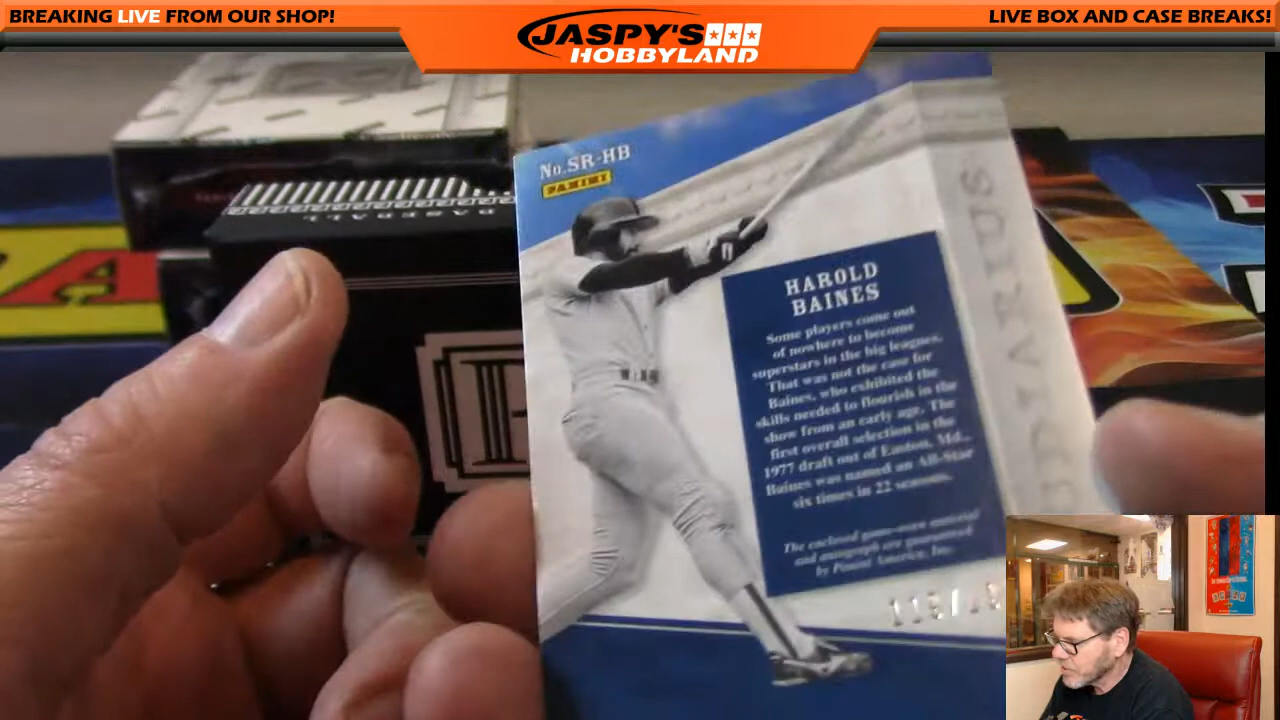 BREAKING LIVE FROM OUR SHOP!
JASPY'S
HOBBYLAND
LIVE BOX AND CASE BREAKS!
No.SR-HB
PANINI
HAROLD
BAINES
Some players come out
of nowhere to become
superstars in the big leagues.
That was not the case for
Baines, who exhibited the
skills needed to flourish in the
show from an early age. The
first overall selection in the
1977 draft out of Easton, Md.,
Baines was named an All-Star
six times in 22 seasons.
The enclosed game-worn material
and autograph are guaranteed
by Panini America, Inc.
BASEBALL